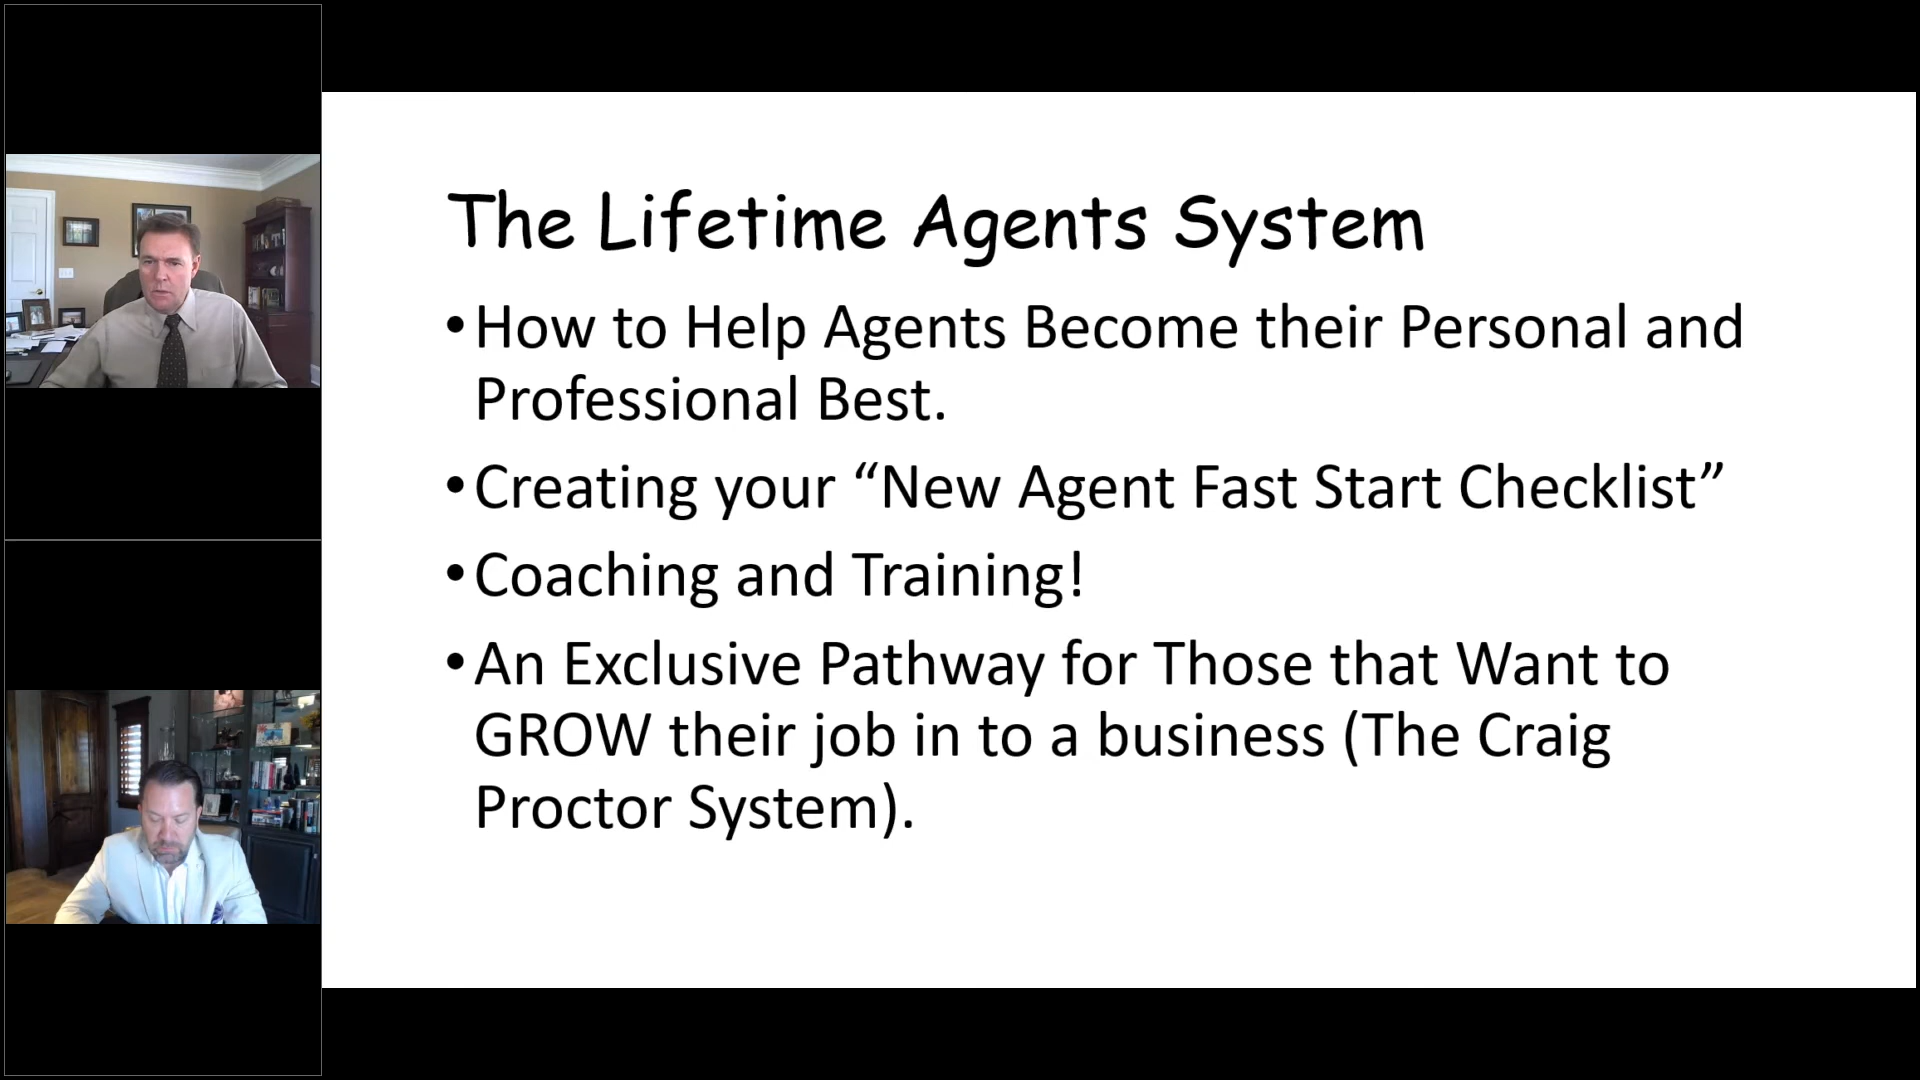 The Lifetime Agents System
•How to Help Agents Become their Personal and
Professional Best.
•Creating your “New Agent Fast Start Checklist”
•Coaching and Training!
•An Exclusive Pathway for Those that Want to
GROW their job in to a business (The Craig
Proctor System).